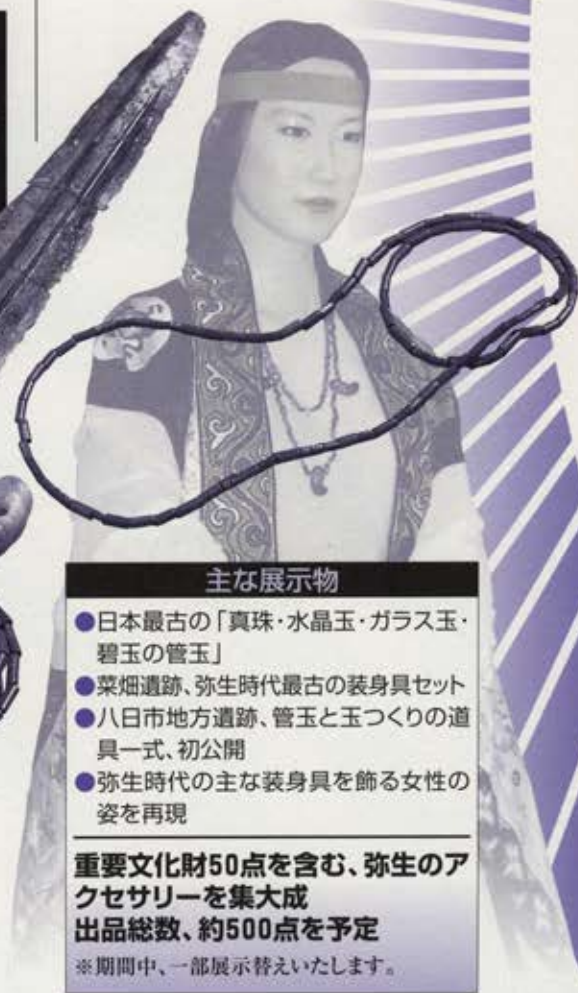 主な展示物
●日本最古の「真珠・水晶玉・ガラス玉・
碧玉の管玉」
●菜畑遺跡、弥生時代最古の装身具セット
●八日市地方遺跡、管玉と玉つくりの道
具一式、初公開
●弥生時代の主な装身具を飾る女性の
姿を再現
重要文化財50点を含む、弥生のア
クセサリーを集大成
出品総数、約500点を予定
※期間中、一部展示替えいたします。